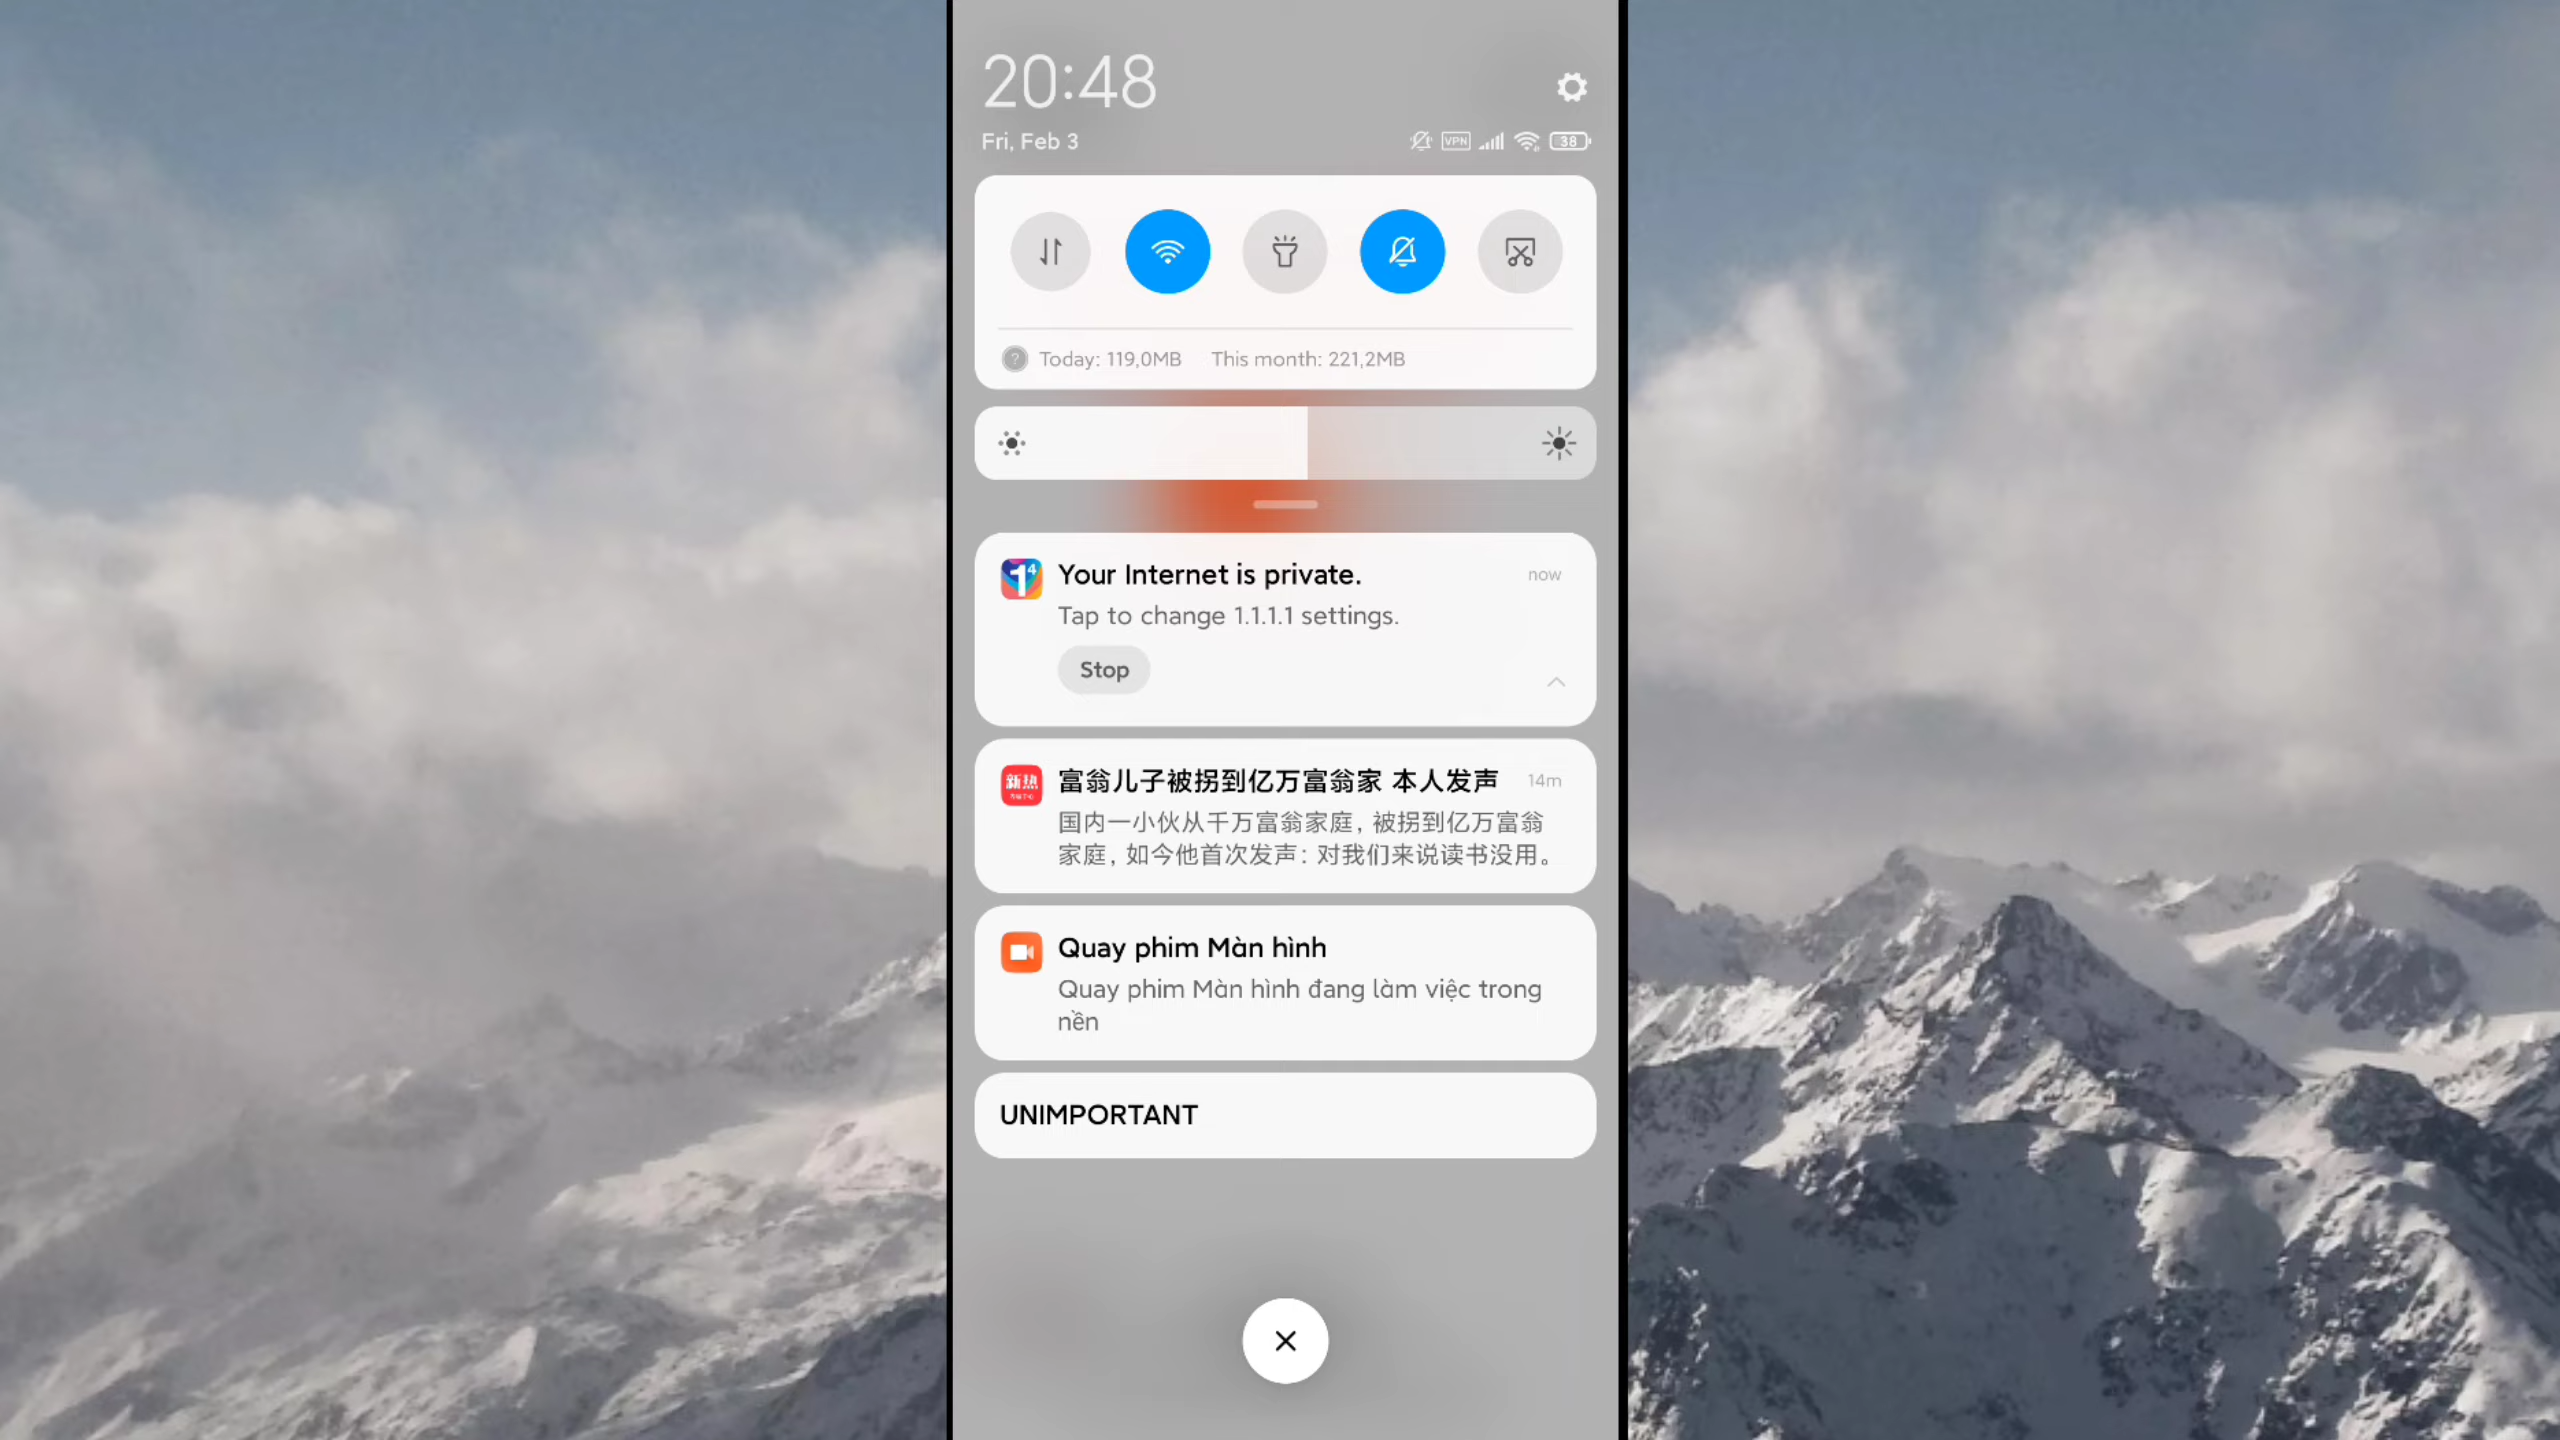 20:48
Fri, Feb 3
VPN
38
Today: 119,0MB This month: 221,2MB
1⁴
Your Internet is private. now
Tap to change 1.1.1.1 settings.
Stop
新热
富翁儿子被拐到亿万富翁家 本人发声 14m
国内一小伙从千万富翁家庭，被拐到亿万富翁
家庭，如今他首次发声：对我们来说读书没用。
Quay phim Màn hình
Quay phim Màn hình đang làm việc trong
nền
UNIMPORTANT